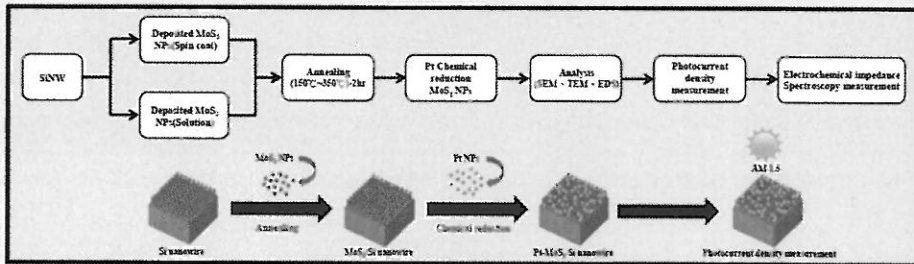 SiNW
Deposited MoS₂
NPs(Spin coat)
Deposited MoS₂
NPs(Solution)
Annealing
(150℃~350℃)-2hr
Pt Chemical
reduction
MoS₂ NPs
Analysis
(SEM、TEM、EDS)
Photocurrent
density
measurement
Electrochemical impedance
Spectroscopy measurement
MoS₂ NPs
Annealing
Pt NPs
Chemical reduction
AM 1.5
Si nanowire
MoS₂/Si nanowire
Pt-MoS₂/Si nanowire
Photocurrent density measurement